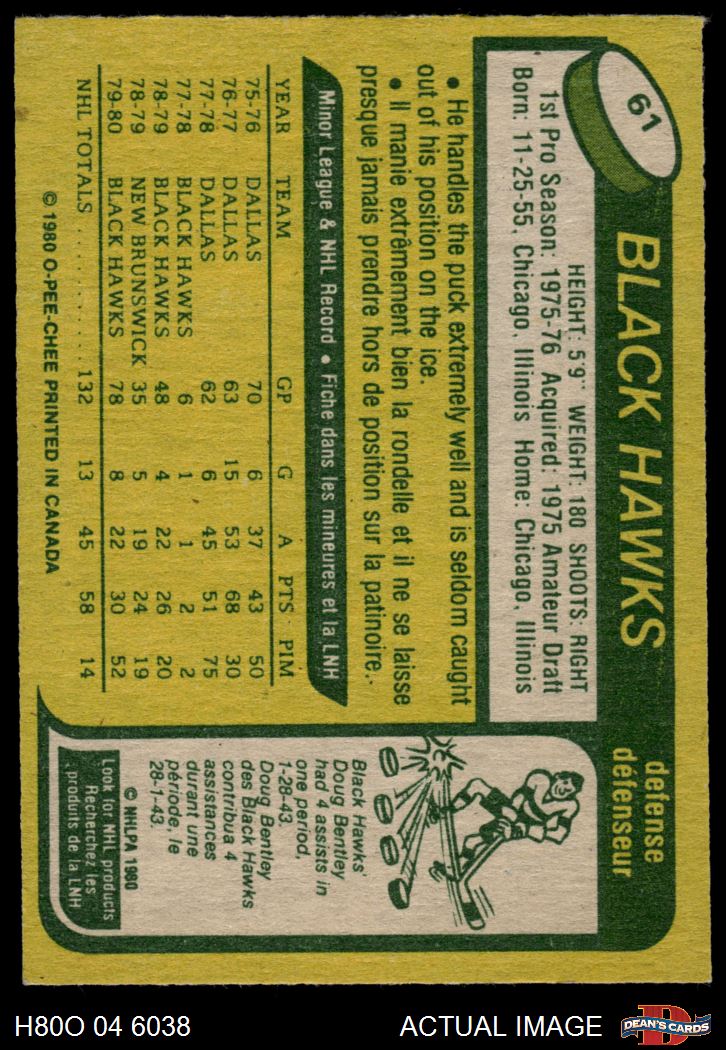 61
BLACK HAWKS
defense
défenseur
HEIGHT: 5'9" WEIGHT: 180 SHOOTS: RIGHT
1st Pro Season: 1975-76 Acquired: 1975 Amateur Draft
Born: 11-25-55, Chicago, Illinois Home: Chicago, Illinois
• He handles the puck extremely well and is seldom caught
out of his position on the ice.
• Il manie extrêmement bien la rondelle et il ne se laisse
presque jamais prendre hors de position sur la patinoire.
Minor League & NHL Record • Fiche dans les mineures et la LNH
YEAR TEAM GP G A PTS PIM
75-76 DALLAS 70 6 37 43 50
76-77 DALLAS 63 15 53 68 30
77-78 DALLAS 62 6 45 51 75
77-78 BLACK HAWKS 6 1 1 2 2
78-79 BLACK HAWKS 48 4 22 26 20
78-79 NEW BRUNSWICK 35 5 19 24 19
79-80 BLACK HAWKS 78 8 22 30 52
NHL TOTALS .......... 132 13 45 58 14
© 1980 O-PEE-CHEE PRINTED IN CANADA
Black Hawks'
Doug Bentley
had 4 assists in
one period,
1-28-43.
Doug Bentley
des Black Hawks
contribua 4
assistances
durant une
période, le
28-1-43.
© NHLPA 1980
Look for NHL products
Recherchez les
produits de la LNH
H80O 04 6038
ACTUAL IMAGE
D
DEAN'S CARDS